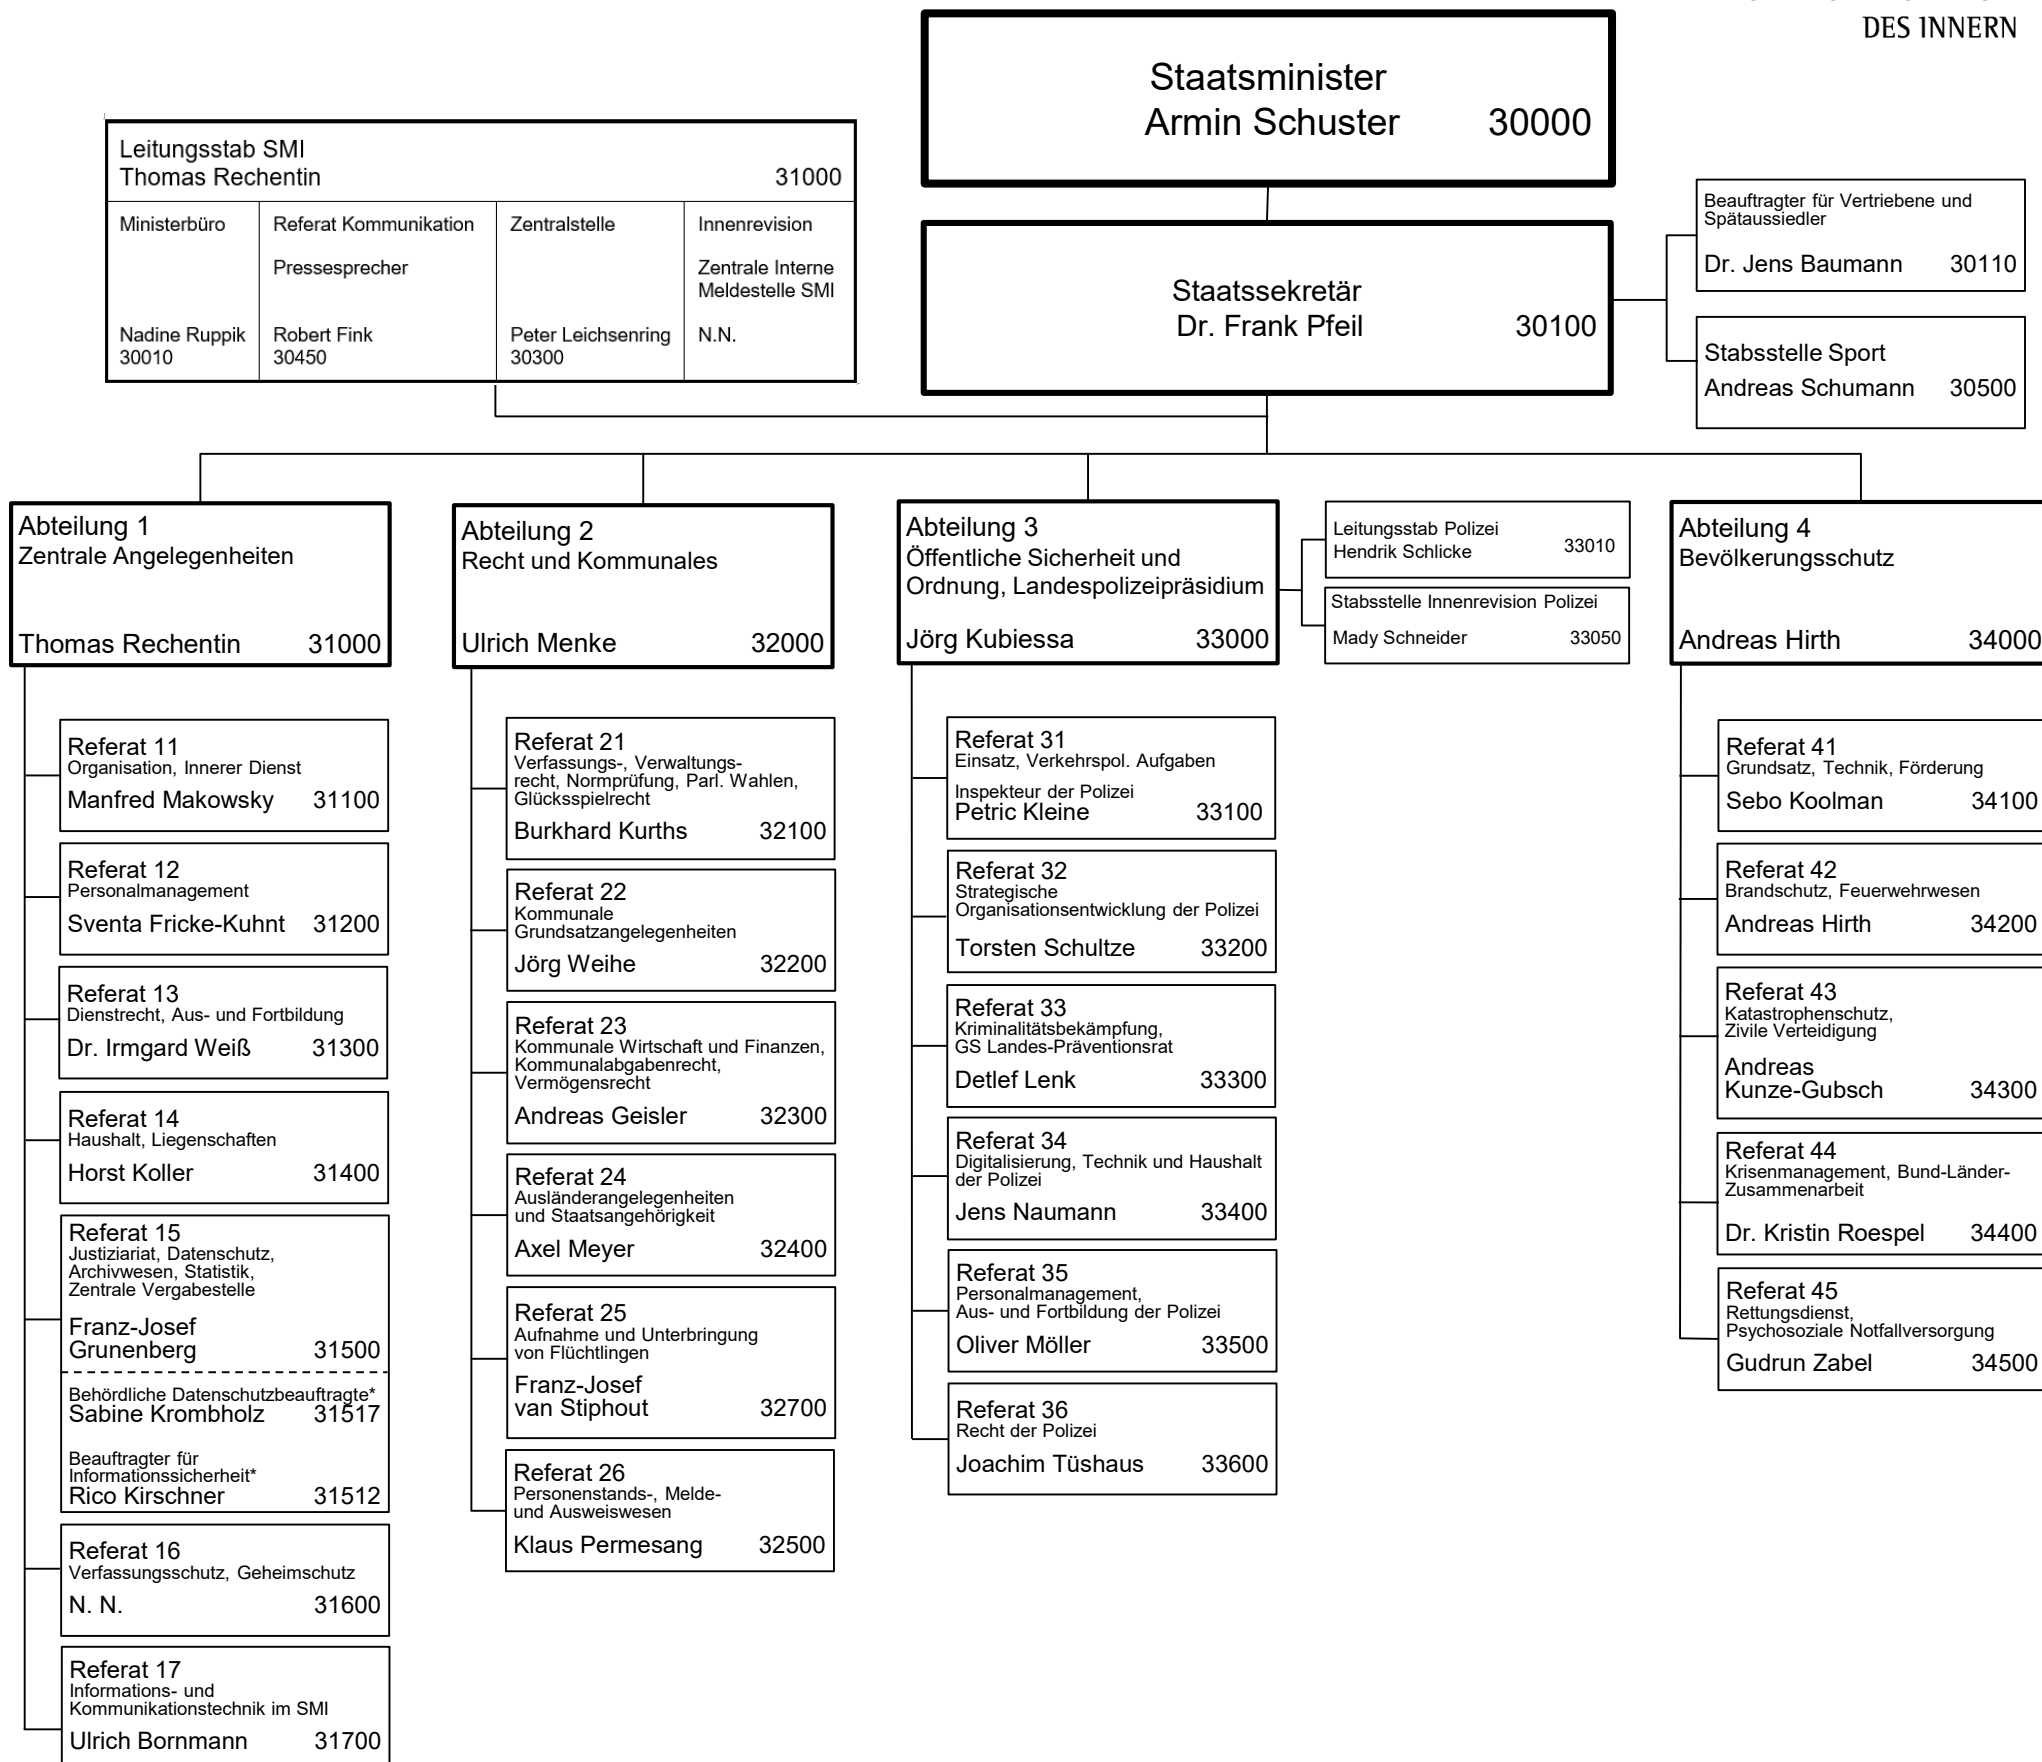 DES INNERN
Staatsminister
Armin Schuster 30000
Leitungsstab SMI
Thomas Rechentin 31000
Ministerbüro
Nadine Ruppik
30010
Referat Kommunikation
Pressesprecher
Robert Fink
30450
Zentralstelle
Peter Leichsenring
30300
Innenrevision
Zentrale Interne
Meldestelle SMI
N.N.
Staatssekretär
Dr. Frank Pfeil 30100
Beauftragter für Vertriebene und
Spätaussiedler
Dr. Jens Baumann 30110
Stabsstelle Sport
Andreas Schumann 30500
Abteilung 1
Zentrale Angelegenheiten
Thomas Rechentin 31000
Referat 11
Organisation, Innerer Dienst
Manfred Makowsky 31100
Referat 12
Personalmanagement
Sventa Fricke-Kuhnt 31200
Referat 13
Dienstrecht, Aus- und Fortbildung
Dr. Irmgard Weiß 31300
Referat 14
Haushalt, Liegenschaften
Horst Koller 31400
Referat 15
Justiziariat, Datenschutz,
Archivwesen, Statistik,
Zentrale Vergabestelle
Franz-Josef
Grunenberg 31500
Behördliche Datenschutzbeauftragte*
Sabine Krombholz 31517
Beauftragter für
Informationssicherheit*
Rico Kirschner 31512
Referat 16
Verfassungsschutz, Geheimschutz
N. N. 31600
Referat 17
Informations- und
Kommunikationstechnik im SMI
Ulrich Bornmann 31700
Abteilung 2
Recht und Kommunales
Ulrich Menke 32000
Referat 21
Verfassungs-, Verwaltungs-
recht, Normprüfung, Parl. Wahlen,
Glücksspielrecht
Burkhard Kurths 32100
Referat 22
Kommunale
Grundsatzangelegenheiten
Jörg Weihe 32200
Referat 23
Kommunale Wirtschaft und Finanzen,
Kommunalabgabenrecht,
Vermögensrecht
Andreas Geisler 32300
Referat 24
Ausländerangelegenheiten
und Staatsangehörigkeit
Axel Meyer 32400
Referat 25
Aufnahme und Unterbringung
von Flüchtlingen
Franz-Josef
van Stiphout 32700
Referat 26
Personenstands-, Melde-
und Ausweiswesen
Klaus Permesang 32500
Abteilung 3
Öffentliche Sicherheit und
Ordnung, Landespolizeipräsidium
Jörg Kubiessa 33000
Leitungsstab Polizei
Hendrik Schlicke 33010
Stabsstelle Innenrevision Polizei
Mady Schneider 33050
Referat 31
Einsatz, Verkehrspol. Aufgaben
Inspekteur der Polizei
Petric Kleine 33100
Referat 32
Strategische
Organisationsentwicklung der Polizei
Torsten Schultze 33200
Referat 33
Kriminalitätsbekämpfung,
GS Landes-Präventionsrat
Detlef Lenk 33300
Referat 34
Digitalisierung, Technik und Haushalt
der Polizei
Jens Naumann 33400
Referat 35
Personalmanagement,
Aus- und Fortbildung der Polizei
Oliver Möller 33500
Referat 36
Recht der Polizei
Joachim Tüshaus 33600
Abteilung 4
Bevölkerungsschutz
Andreas Hirth 34000
Referat 41
Grundsatz, Technik, Förderung
Sebo Koolman 34100
Referat 42
Brandschutz, Feuerwehrwesen
Andreas Hirth 34200
Referat 43
Katastrophenschutz,
Zivile Verteidigung
Andreas
Kunze-Gubsch 34300
Referat 44
Krisenmanagement, Bund-Länder-
Zusammenarbeit
Dr. Kristin Roespel 34400
Referat 45
Rettungsdienst,
Psychosoziale Notfallversorgung
Gudrun Zabel 34500